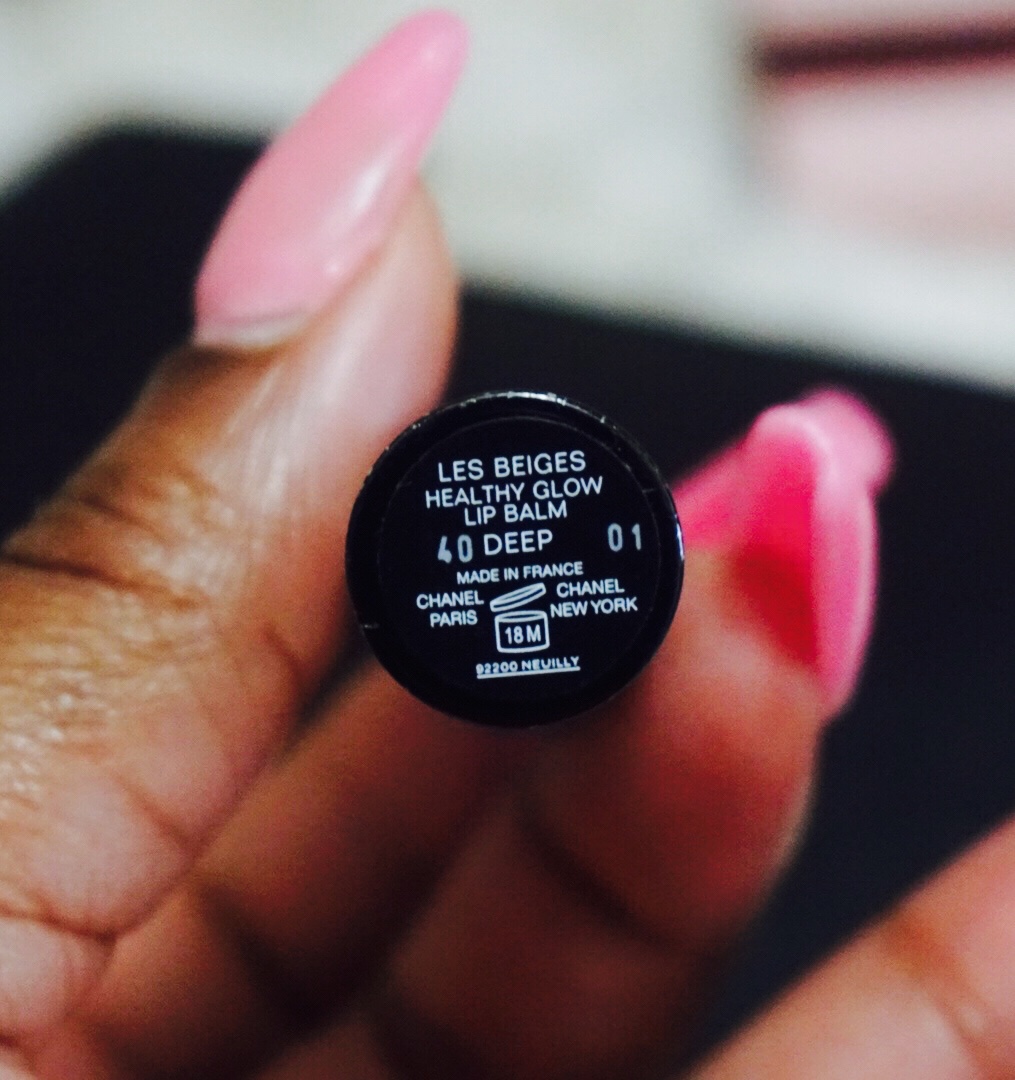 LES BEIGES
HEALTHY GLOW
LIP BALM
40 DEEP 01
MADE IN FRANCE
CHANEL CHANEL
PARIS NEW YORK
18M
92200 NEUILLY